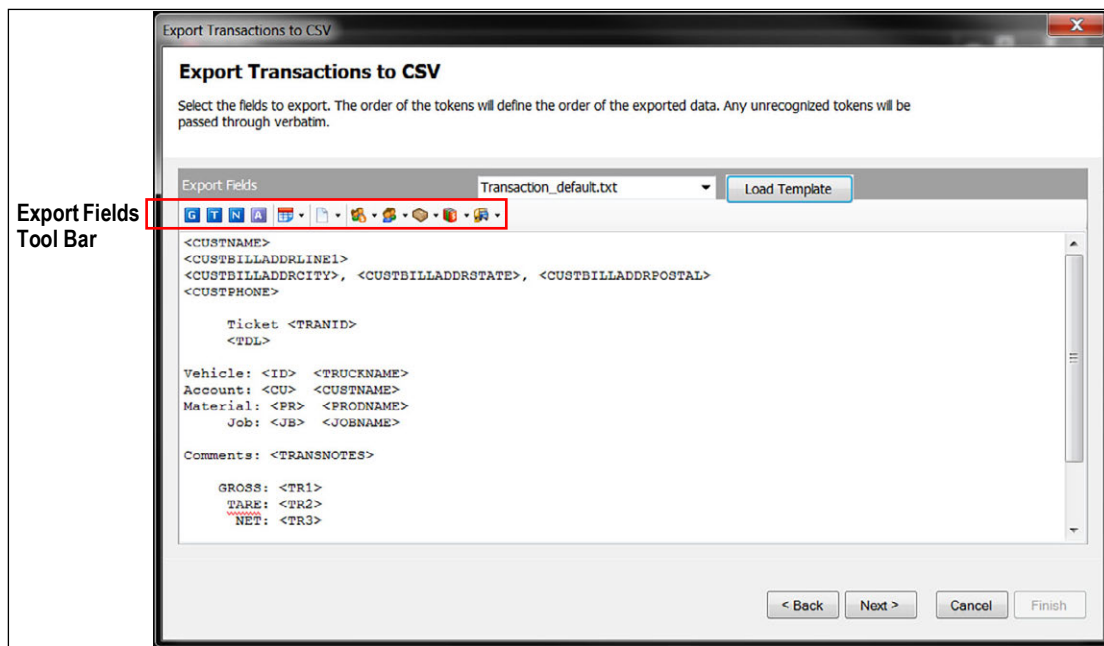 Export Transactions to CSV
X
Export Transactions to CSV
Select the fields to export. The order of the tokens will define the order of the exported data. Any unrecognized tokens will be
passed through verbatim.
Export Fields Transaction_default.txt Load Template
Export Fields
Tool Bar
G T N A
<CUSTNAME>
<CUSTBILLADDRLINE1>
<CUSTBILLADDRCITY>, <CUSTBILLADDRSTATE>, <CUSTBILLADDRPOSTAL>
<CUSTPHONE>
Ticket <TRANID>
<TDL>
Vehicle: <ID> <TRUCKNAME>
Account: <CU> <CUSTNAME>
Material: <PR> <PRODNAME>
Job: <JB> <JOBNAME>
Comments: <TRANSNOTES>
GROSS: <TR1>
TARE: <TR2>
NET: <TR3>
< Back Next > Cancel Finish